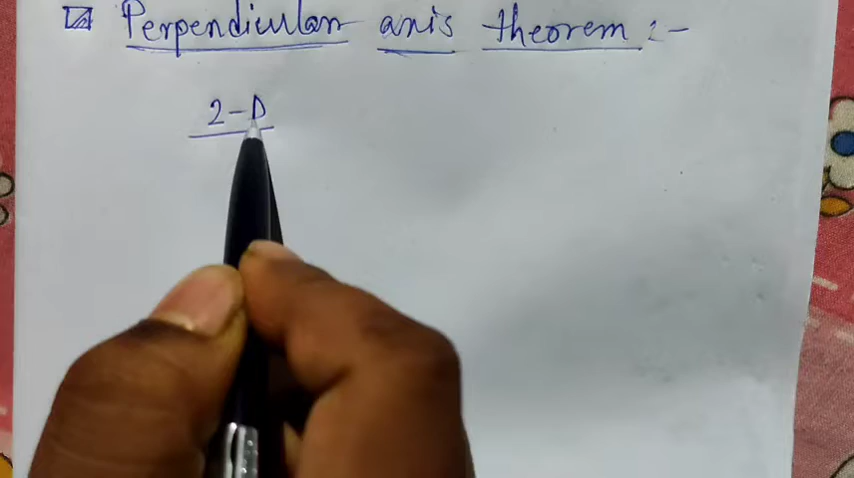 Perpendicular axis theorem :-
2-D